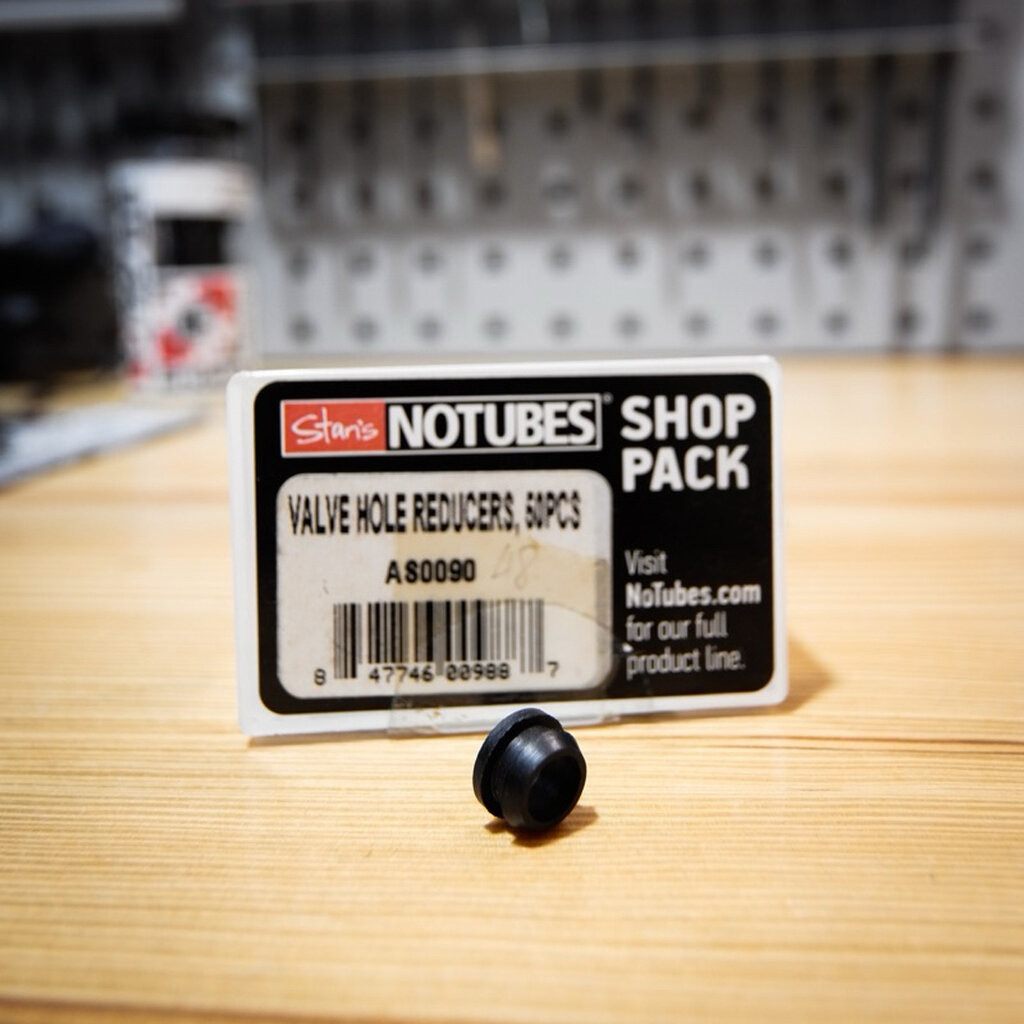 Stan's NOTUBES®
SHOP
PACK
VALVE HOLE REDUCERS, 50PCS
AS0090 48
8 47746 00988 7
Visit
NoTubes.com
for our full
product line.